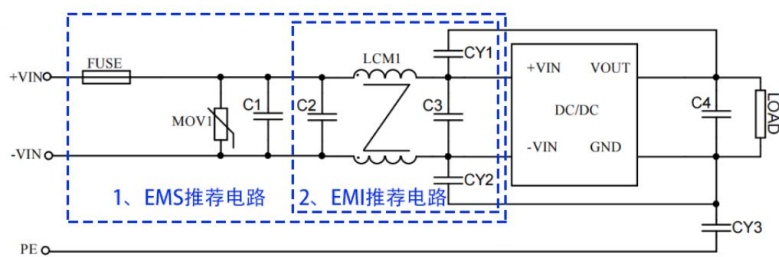 FUSE
LCM1
CY1
+VIN
+VIN
VOUT
MOV1
C1
C2
C3
DC/DC
C4
LOAD
-VIN
-VIN
GND
1、EMS推荐电路
2、EMI推荐电路
CY2
CY3
PE